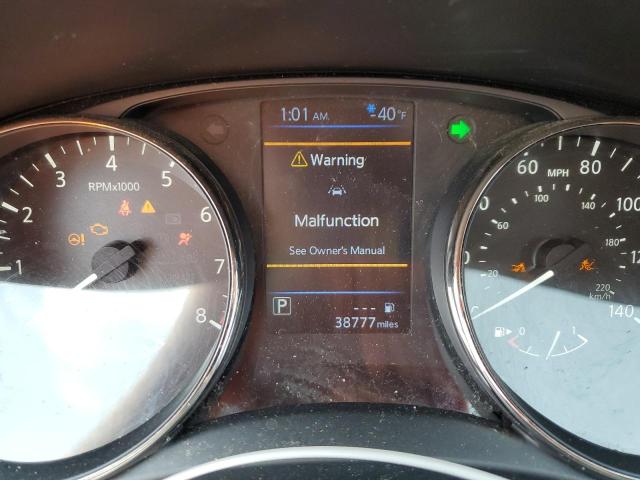 1:01 AM. -40°F
Warning
Malfunction
See Owner's Manual
P ---
38777 miles
RPMx1000
1 2 3 4 5 6 7 8
MPH
60 80 100 120 140
20 60 100 140 180 220
km/h
0 1